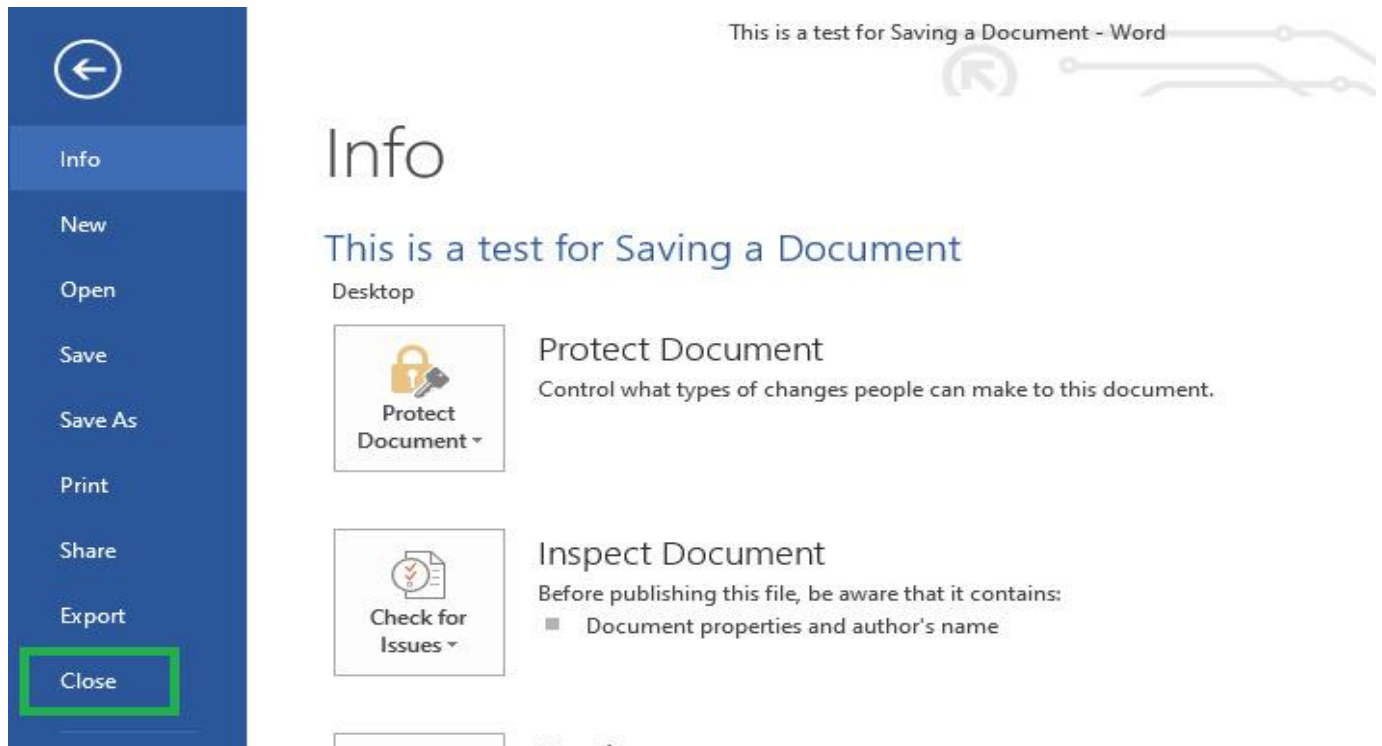 This is a test for Saving a Document - Word
Info
New
Open
Save
Save As
Print
Share
Export
Close
Info
This is a test for Saving a Document
Desktop
Protect
Document
Protect Document
Control what types of changes people can make to this document.
Check for
Issues
Inspect Document
Before publishing this file, be aware that it contains:
Document properties and author's name